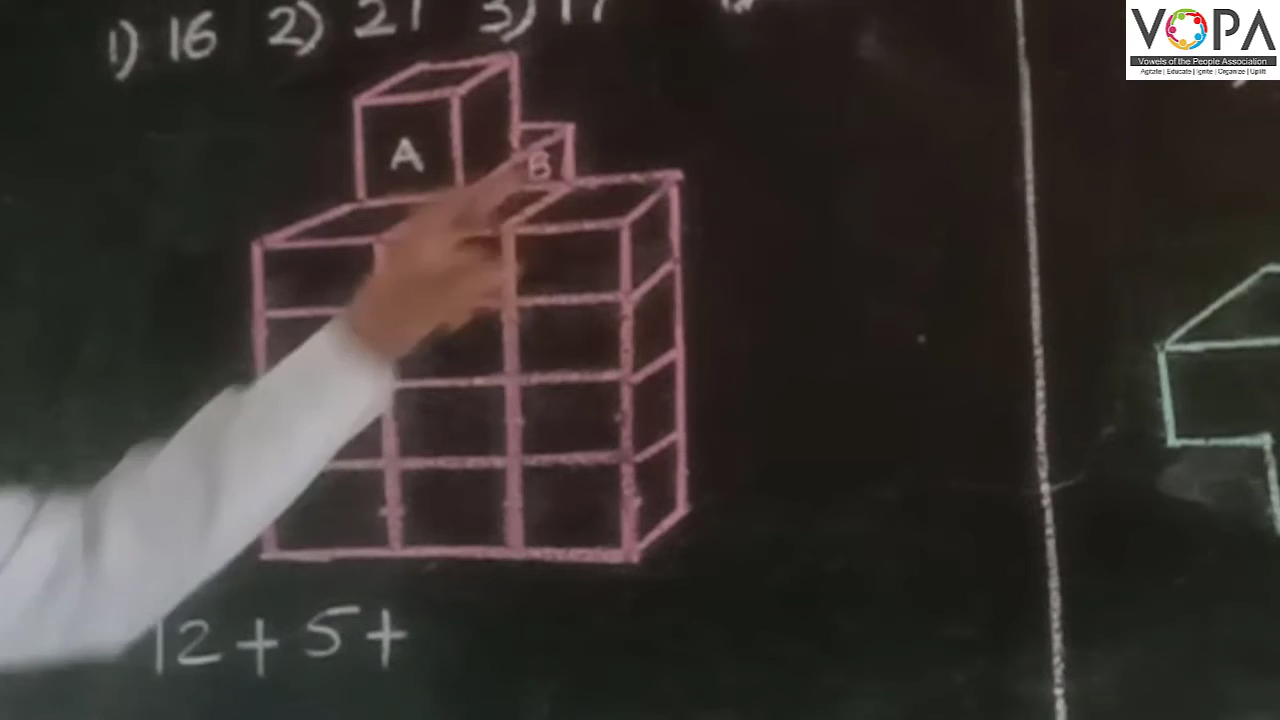 1) 16 2) 21 3) 17
VOPA
Vowels of the People Association
Agitate | Educate | Ignite | Organize | Uplift
A
B
12 + 5 +